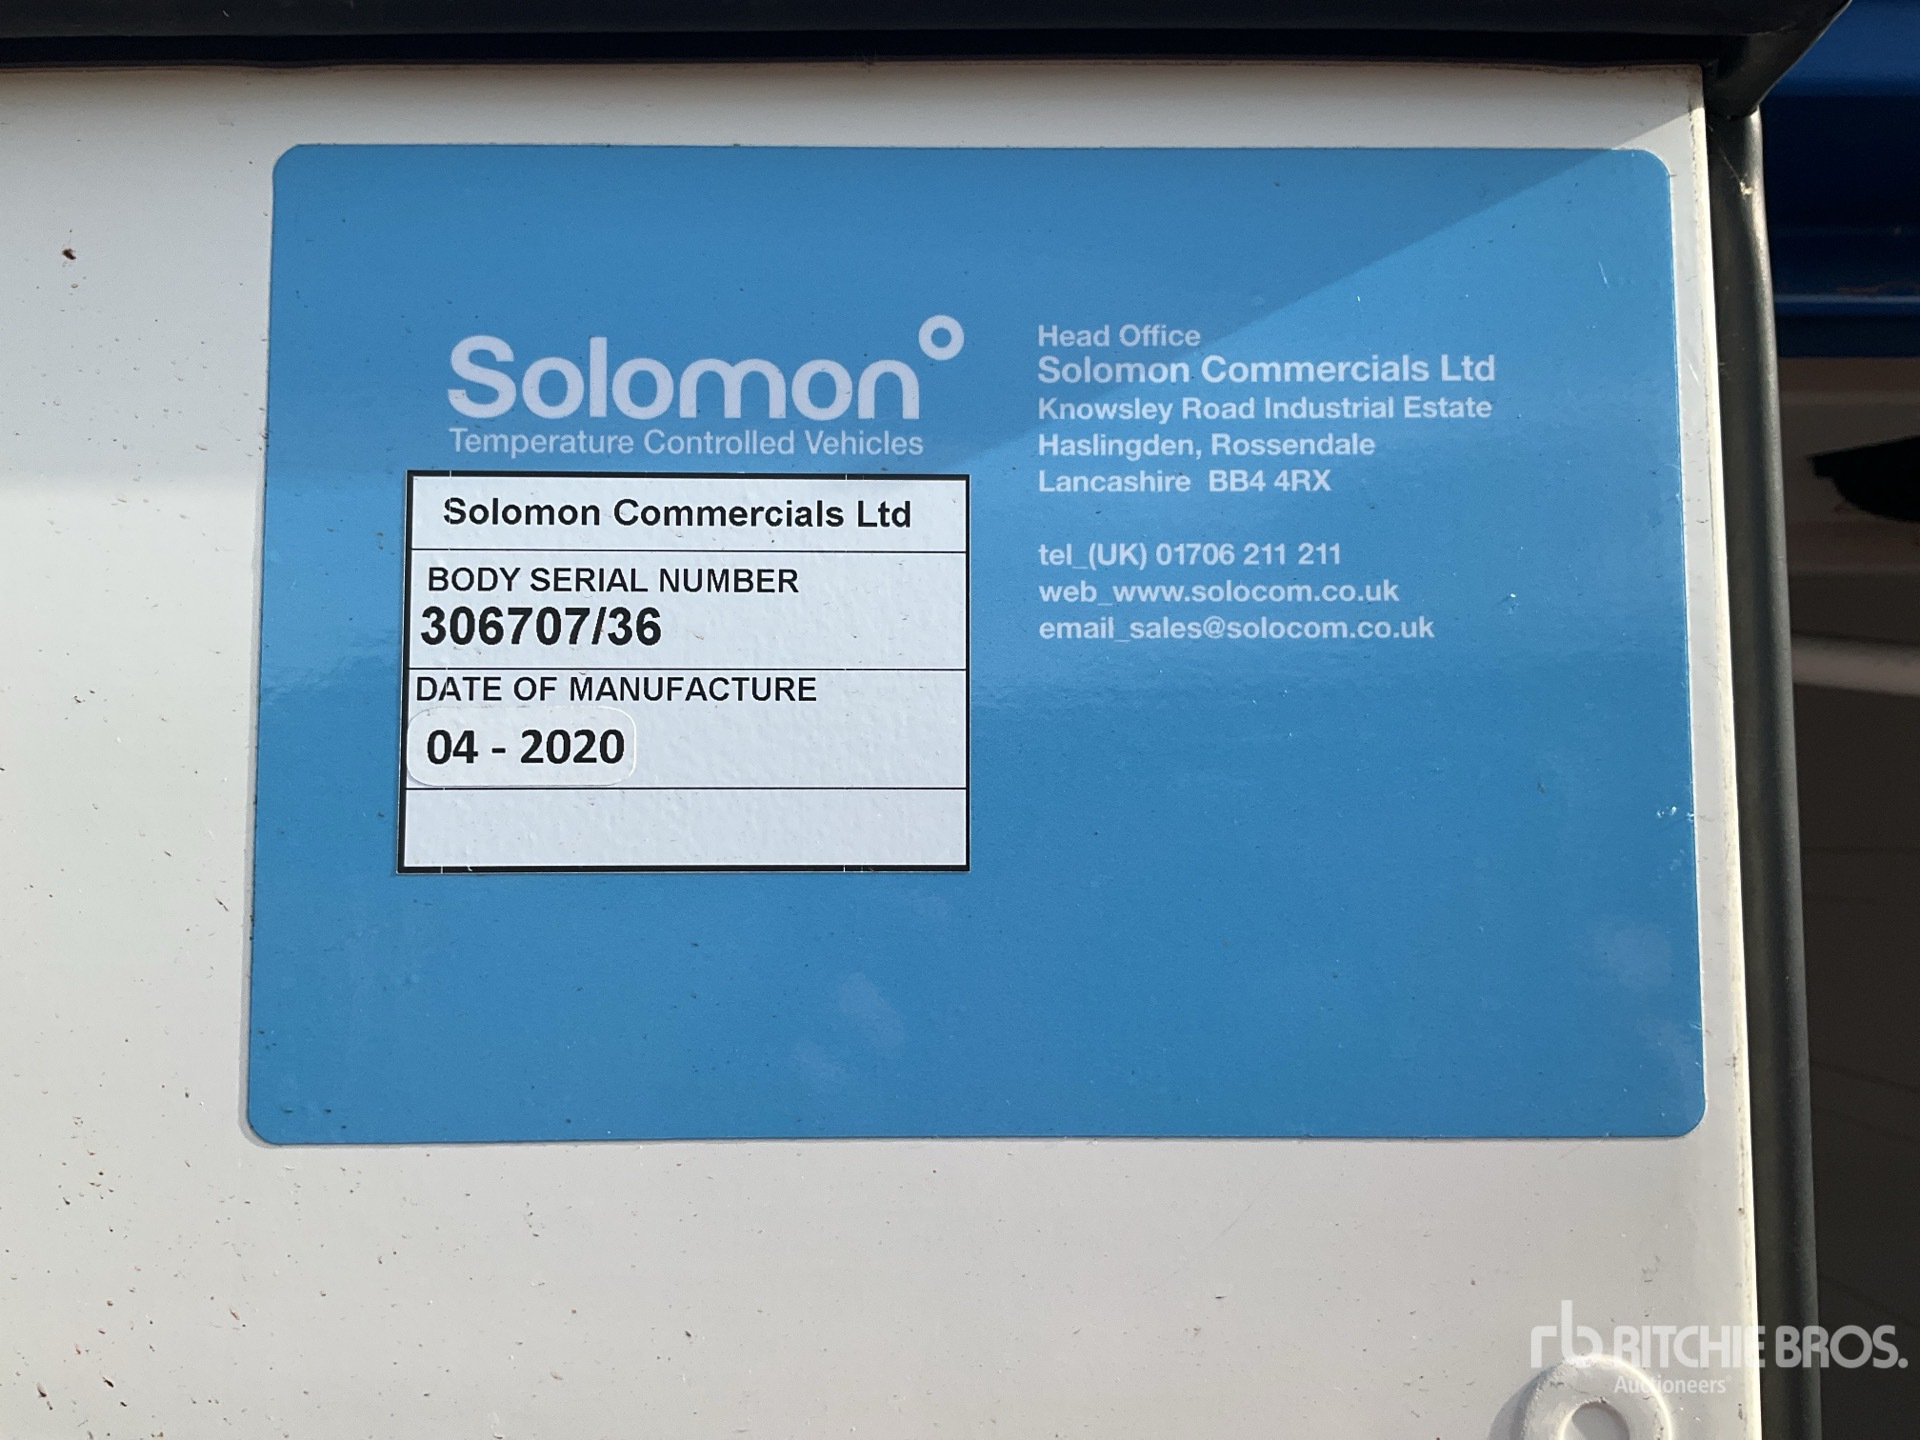 Solomon°
Temperature Controlled Vehicles
Solomon Commercials Ltd
BODY SERIAL NUMBER
306707/36
DATE OF MANUFACTURE
04 - 2020
Head Office
Solomon Commercials Ltd
Knowsley Road Industrial Estate
Haslingden, Rossendale
Lancashire BB4 4RX
tel_(UK) 01706 211 211
web_www.solocom.co.uk
email_sales@solocom.co.uk
rb RITCHIE BROS.
Auctioneers